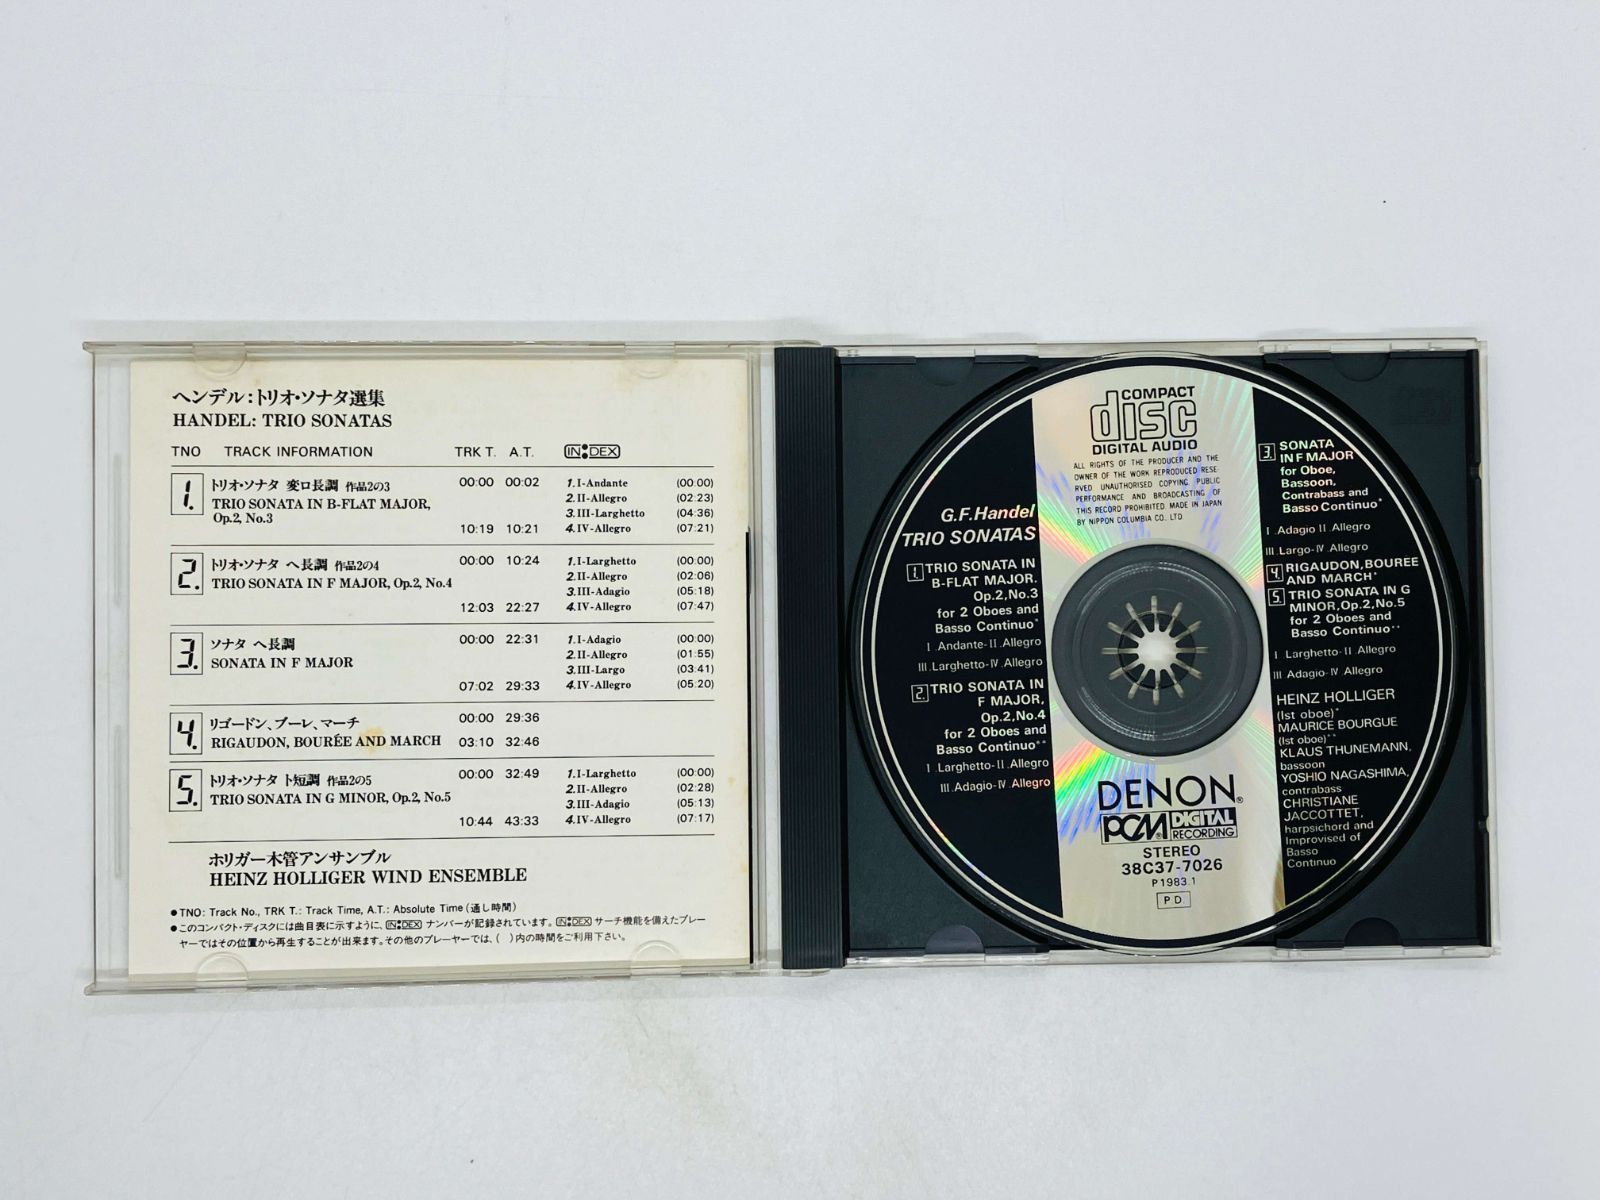 ヘンデル：トリオ・ソナタ選集
HANDEL: TRIO SONATAS
TNO TRACK INFORMATION TRK T. A.T. INDEX
1. トリオ・ソナタ 変ロ長調 作品2の3 00:00 00:02 1.I-Andante (00:00)
TRIO SONATA IN B-FLAT MAJOR, 2.II-Allegro (02:23)
Op.2, No.3 3.III-Larghetto (04:36)
10:19 10:21 4.IV-Allegro (07:21)
2. トリオ・ソナタ ヘ長調 作品2の4 00:00 10:24 1.I-Larghetto (00:00)
TRIO SONATA IN F MAJOR, Op.2, No.4 2.II-Allegro (02:06)
3.III-Adagio (05:18)
12:03 22:27 4.IV-Allegro (07:47)
3. ソナタ ヘ長調 00:00 22:31 1.I-Adagio (00:00)
SONATA IN F MAJOR 2.II-Allegro (01:55)
3.III-Largo (03:41)
07:02 29:33 4.IV-Allegro (05:20)
4. リゴードン、ブーレ、マーチ 00:00 29:36
RIGAUDON, BOURÉE AND MARCH 03:10 32:46
5. トリオ・ソナタ ト短調 作品2の5 00:00 32:49 1.I-Larghetto (00:00)
TRIO SONATA IN G MINOR, Op.2, No.5 2.II-Allegro (02:28)
3.III-Adagio (05:13)
10:44 43:33 4.IV-Allegro (07:17)
ホリガー木管アンサンブル
HEINZ HOLLIGER WIND ENSEMBLE
●TNO: Track No., TRK T.: Track Time, A.T.: Absolute Time (通し時間)
●このコンパクト・ディスクには曲目表に示すように、INDEX ナンバーが記録されています。INDEX サーチ機能を備えたプレー
ヤーではその位置から再生することが出来ます。その他のプレーヤーでは、( )内の時間をご利用下さい。
COMPACT
disc
DIGITAL AUDIO
ALL RIGHTS OF THE PRODUCER AND THE
OWNER OF THE WORK REPRODUCED RESE-
RVED UNAUTHORISED COPYING PUBLIC
PERFORMANCE AND BROADCASTING OF
THIS RECORD PROHIBITED MADE IN JAPAN
BY NIPPON COLUMBIA CO., LTD
G.F.Handel
TRIO SONATAS
1. TRIO SONATA IN
B-FLAT MAJOR.
Op.2,No.3
for 2 Oboes and
Basso Continuo*
I.Andante-II.Allegro
III.Larghetto-IV.Allegro
2. TRIO SONATA IN
F MAJOR,
Op.2,No.4
for 2 Oboes and
Basso Continuo**
I.Larghetto-II.Allegro
III.Adagio-IV.Allegro
3. SONATA
IN F MAJOR
for Oboe,
Bassoon,
Contrabass and
Basso Continuo*
I.Adagio II.Allegro
III.Largo-IV.Allegro
4. RIGAUDON, BOURÉE
AND MARCH*
5. TRIO SONATA IN G
MINOR,Op.2,No.5
for 2 Oboes and
Basso Continuo**
I.Larghetto-II.Allegro
III.Adagio-IV.Allegro
HEINZ HOLLIGER
(Ist oboe)*
MAURICE BOURGUE
(Ist oboe)**
KLAUS THUNEMANN,
bassoon
YOSHIO NAGASHIMA,
contrabass
CHRISTIANE
JACCOTTET,
harpsichord and
Improvised of
Basso
Continuo
DENON®
PCM DIGITAL
RECORDING
STEREO
38C37-7026
P1983.1
P.D.